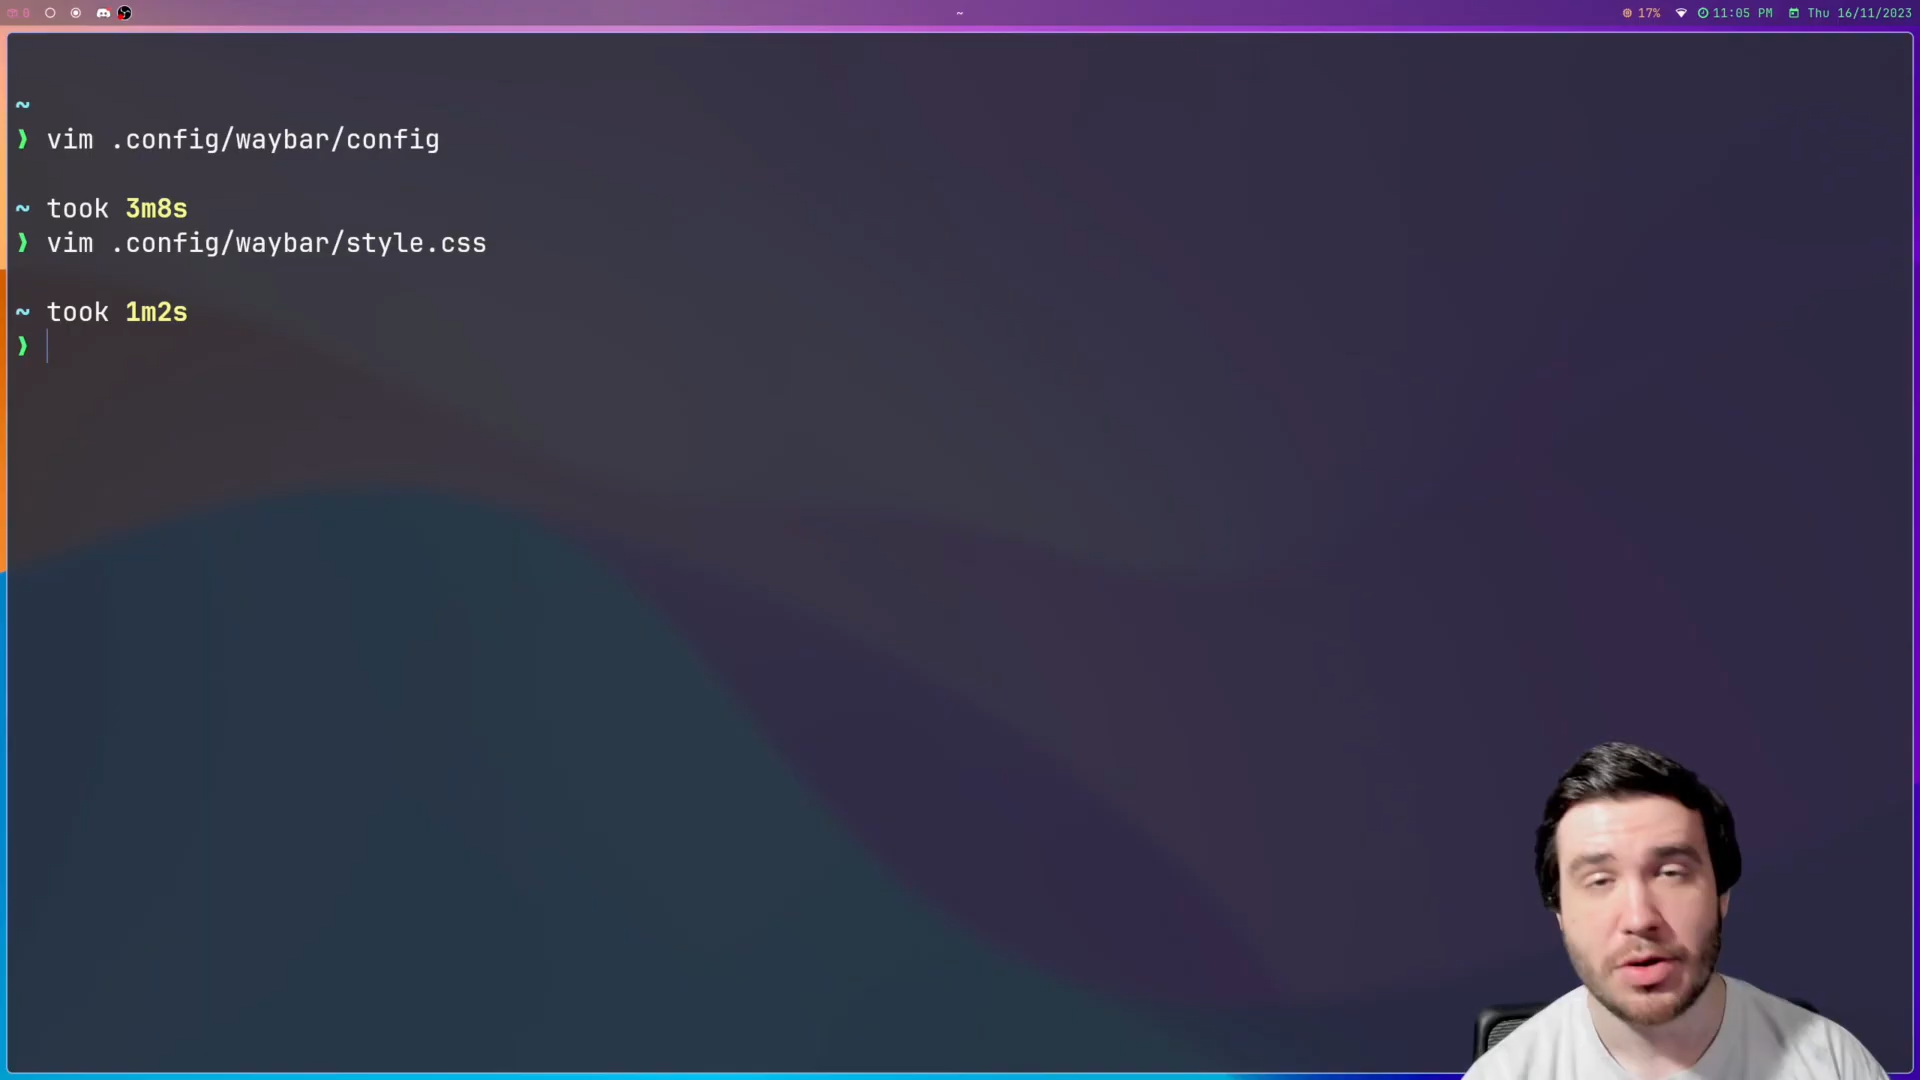 0
~
17%
11:05 PM
Thu 16/11/2023
~
❯ vim .config/waybar/config
~ took 3m8s
❯ vim .config/waybar/style.css
~ took 1m2s
❯